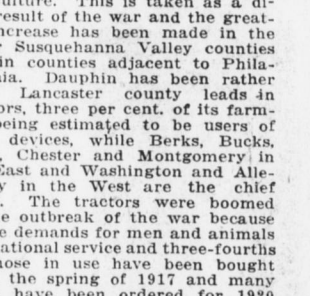 ulture. This is taken as a di-
result of the war and the great-
ncrease has been made in the
Susquehanna Valley counties
in counties adjacent to Phila-
ia. Dauphin has been rather
Lancaster county leads in
ors, three per cent. of its farm-
being estimated to be users of
devices, while Berks, Bucks,
, Chester and Montgomery in
East and Washington and Alle-
y in the West are the chief
. The tractors were boomed
e outbreak of the war because
e demands for men and animals
ational service and three-fourths
hose in use have been bought
the spring of 1917 and many
have been ordered for